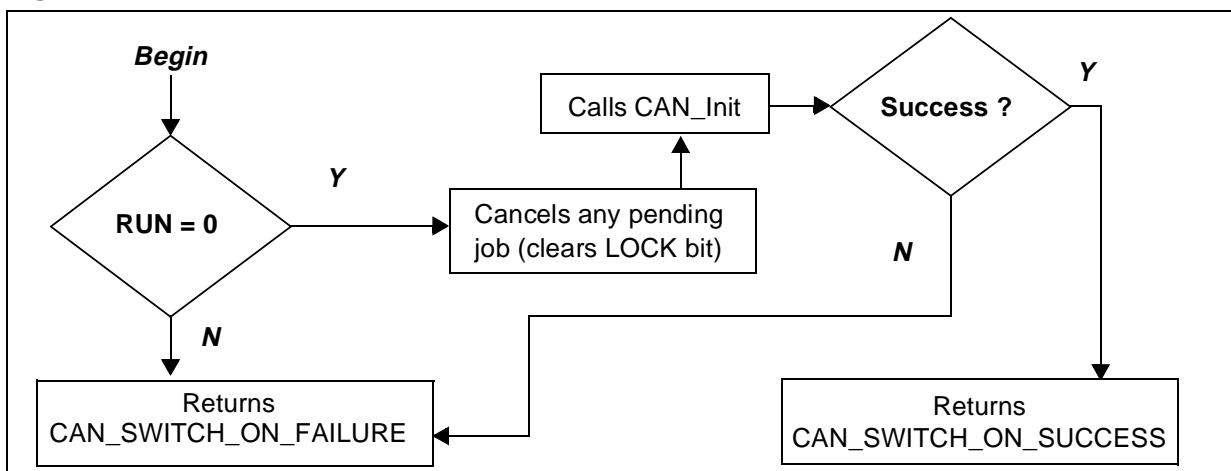 Begin
RUN = 0
Y
N
Cancels any pending
job (clears LOCK bit)
Calls CAN_Init
Success ?
Y
N
Returns
CAN_SWITCH_ON_FAILURE
Returns
CAN_SWITCH_ON_SUCCESS